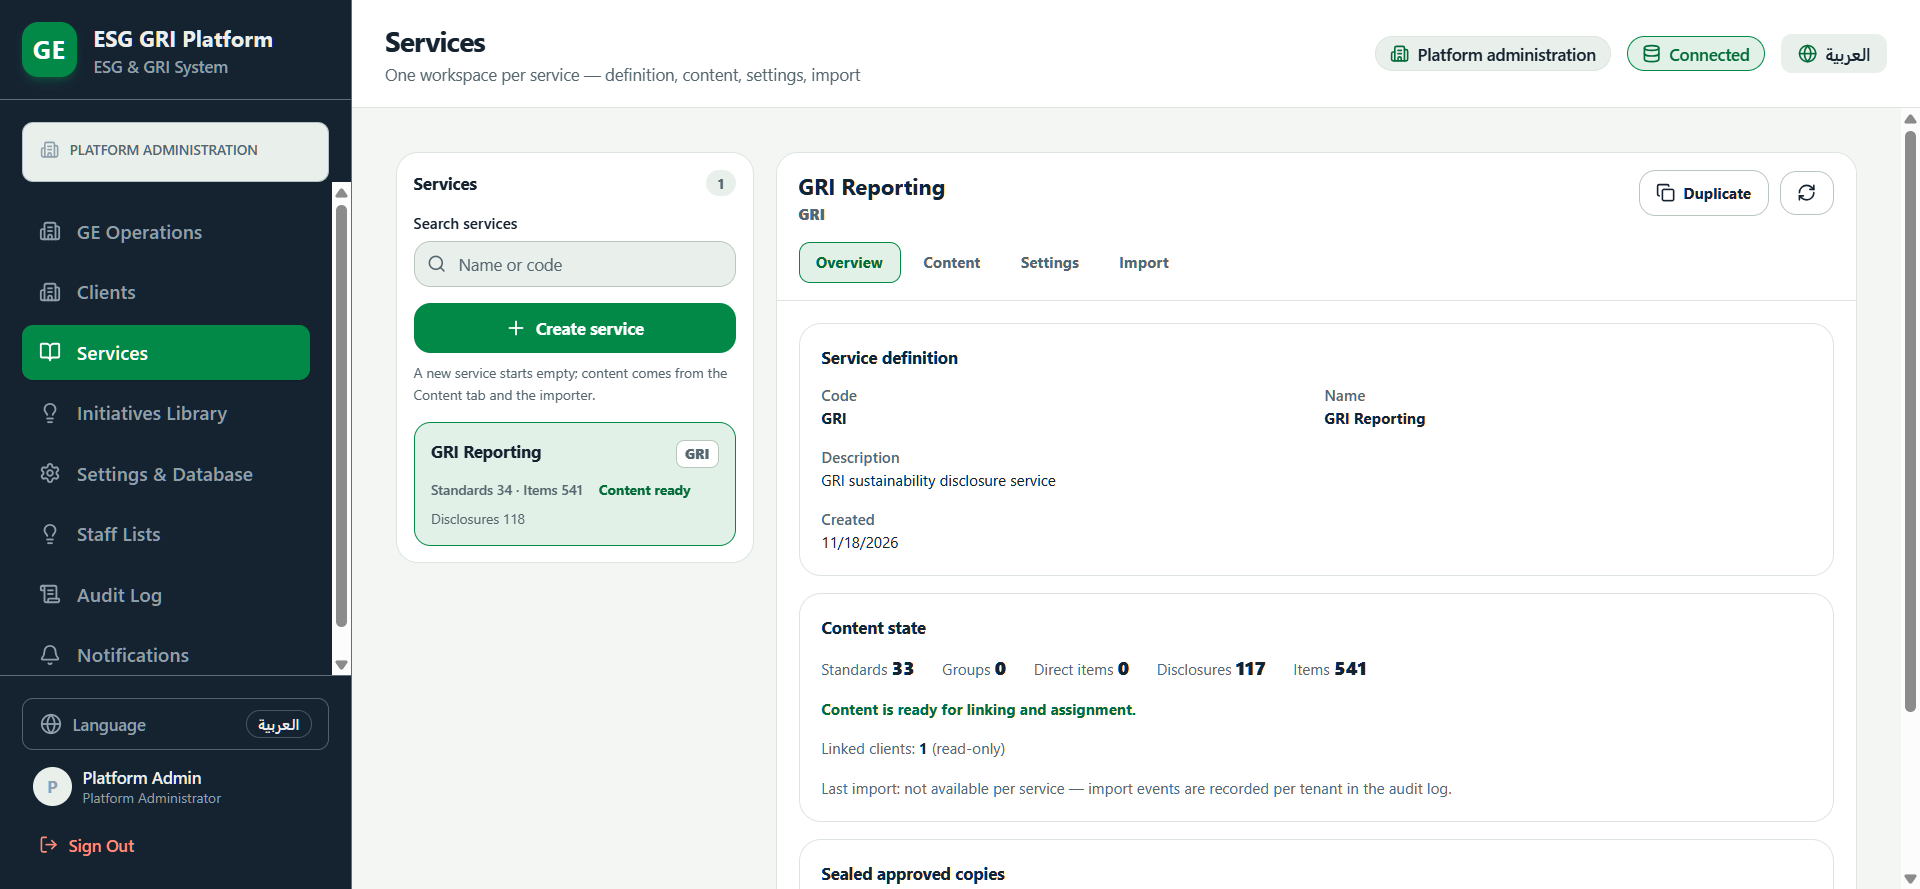 GE
ESG GRI Platform
ESG & GRI System
PLATFORM ADMINISTRATION
GE Operations
Clients
Services
Initiatives Library
Settings & Database
Staff Lists
Audit Log
Notifications
Language العربية
P
Platform Admin
Platform Administrator
Sign Out
Services
One workspace per service — definition, content, settings, import
Platform administration
Connected
العربية
Services 1
Search services
Name or code
Create service
A new service starts empty; content comes from the
Content tab and the importer.
GRI Reporting GRI
Standards 34 · Items 541 Content ready
Disclosures 118
GRI Reporting
GRI
Duplicate
Overview Content Settings Import
Service definition
Code
GRI
Name
GRI Reporting
Description
GRI sustainability disclosure service
Created
11/18/2026
Content state
Standards 33 Groups 0 Direct items 0 Disclosures 117 Items 541
Content is ready for linking and assignment.
Linked clients: 1 (read-only)
Last import: not available per service — import events are recorded per tenant in the audit log.
Sealed approved copies